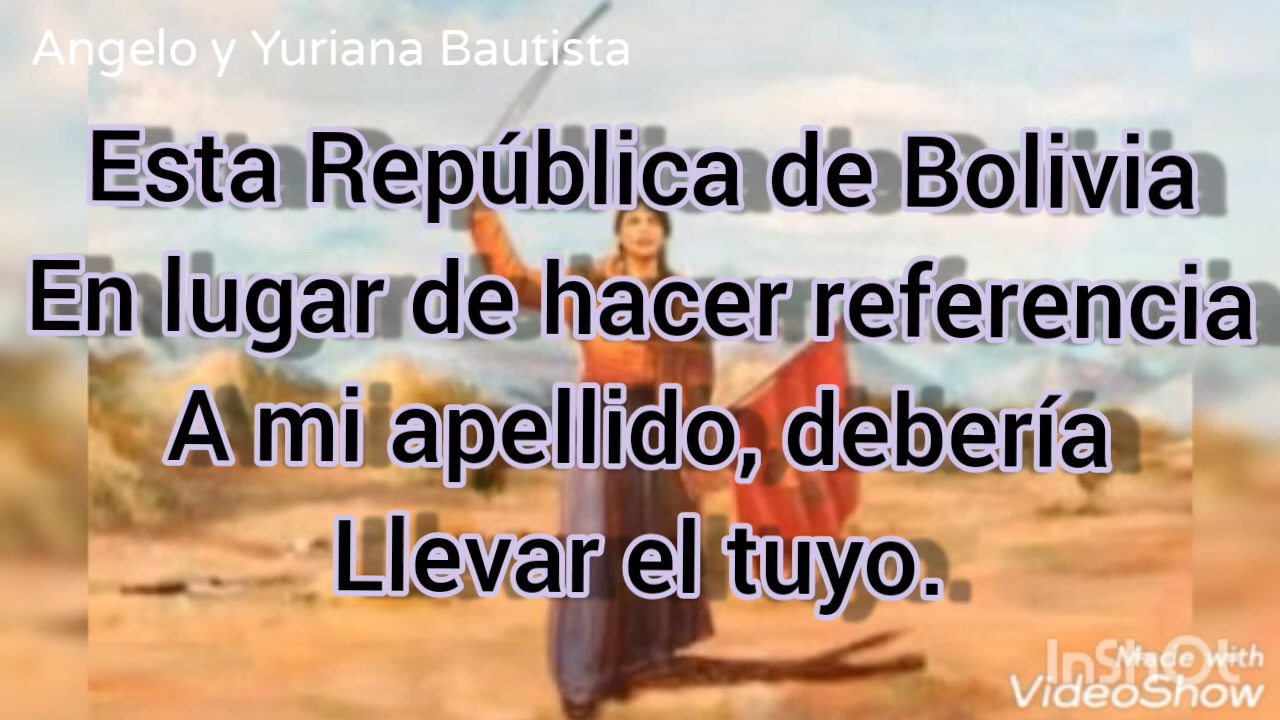 Angelo y Yuriana Bautista
Esta República de Bolivia
En lugar de hacer referencia
A mi apellido, debería
Llevar el tuyo.
InShOt
Made with
VideoShow